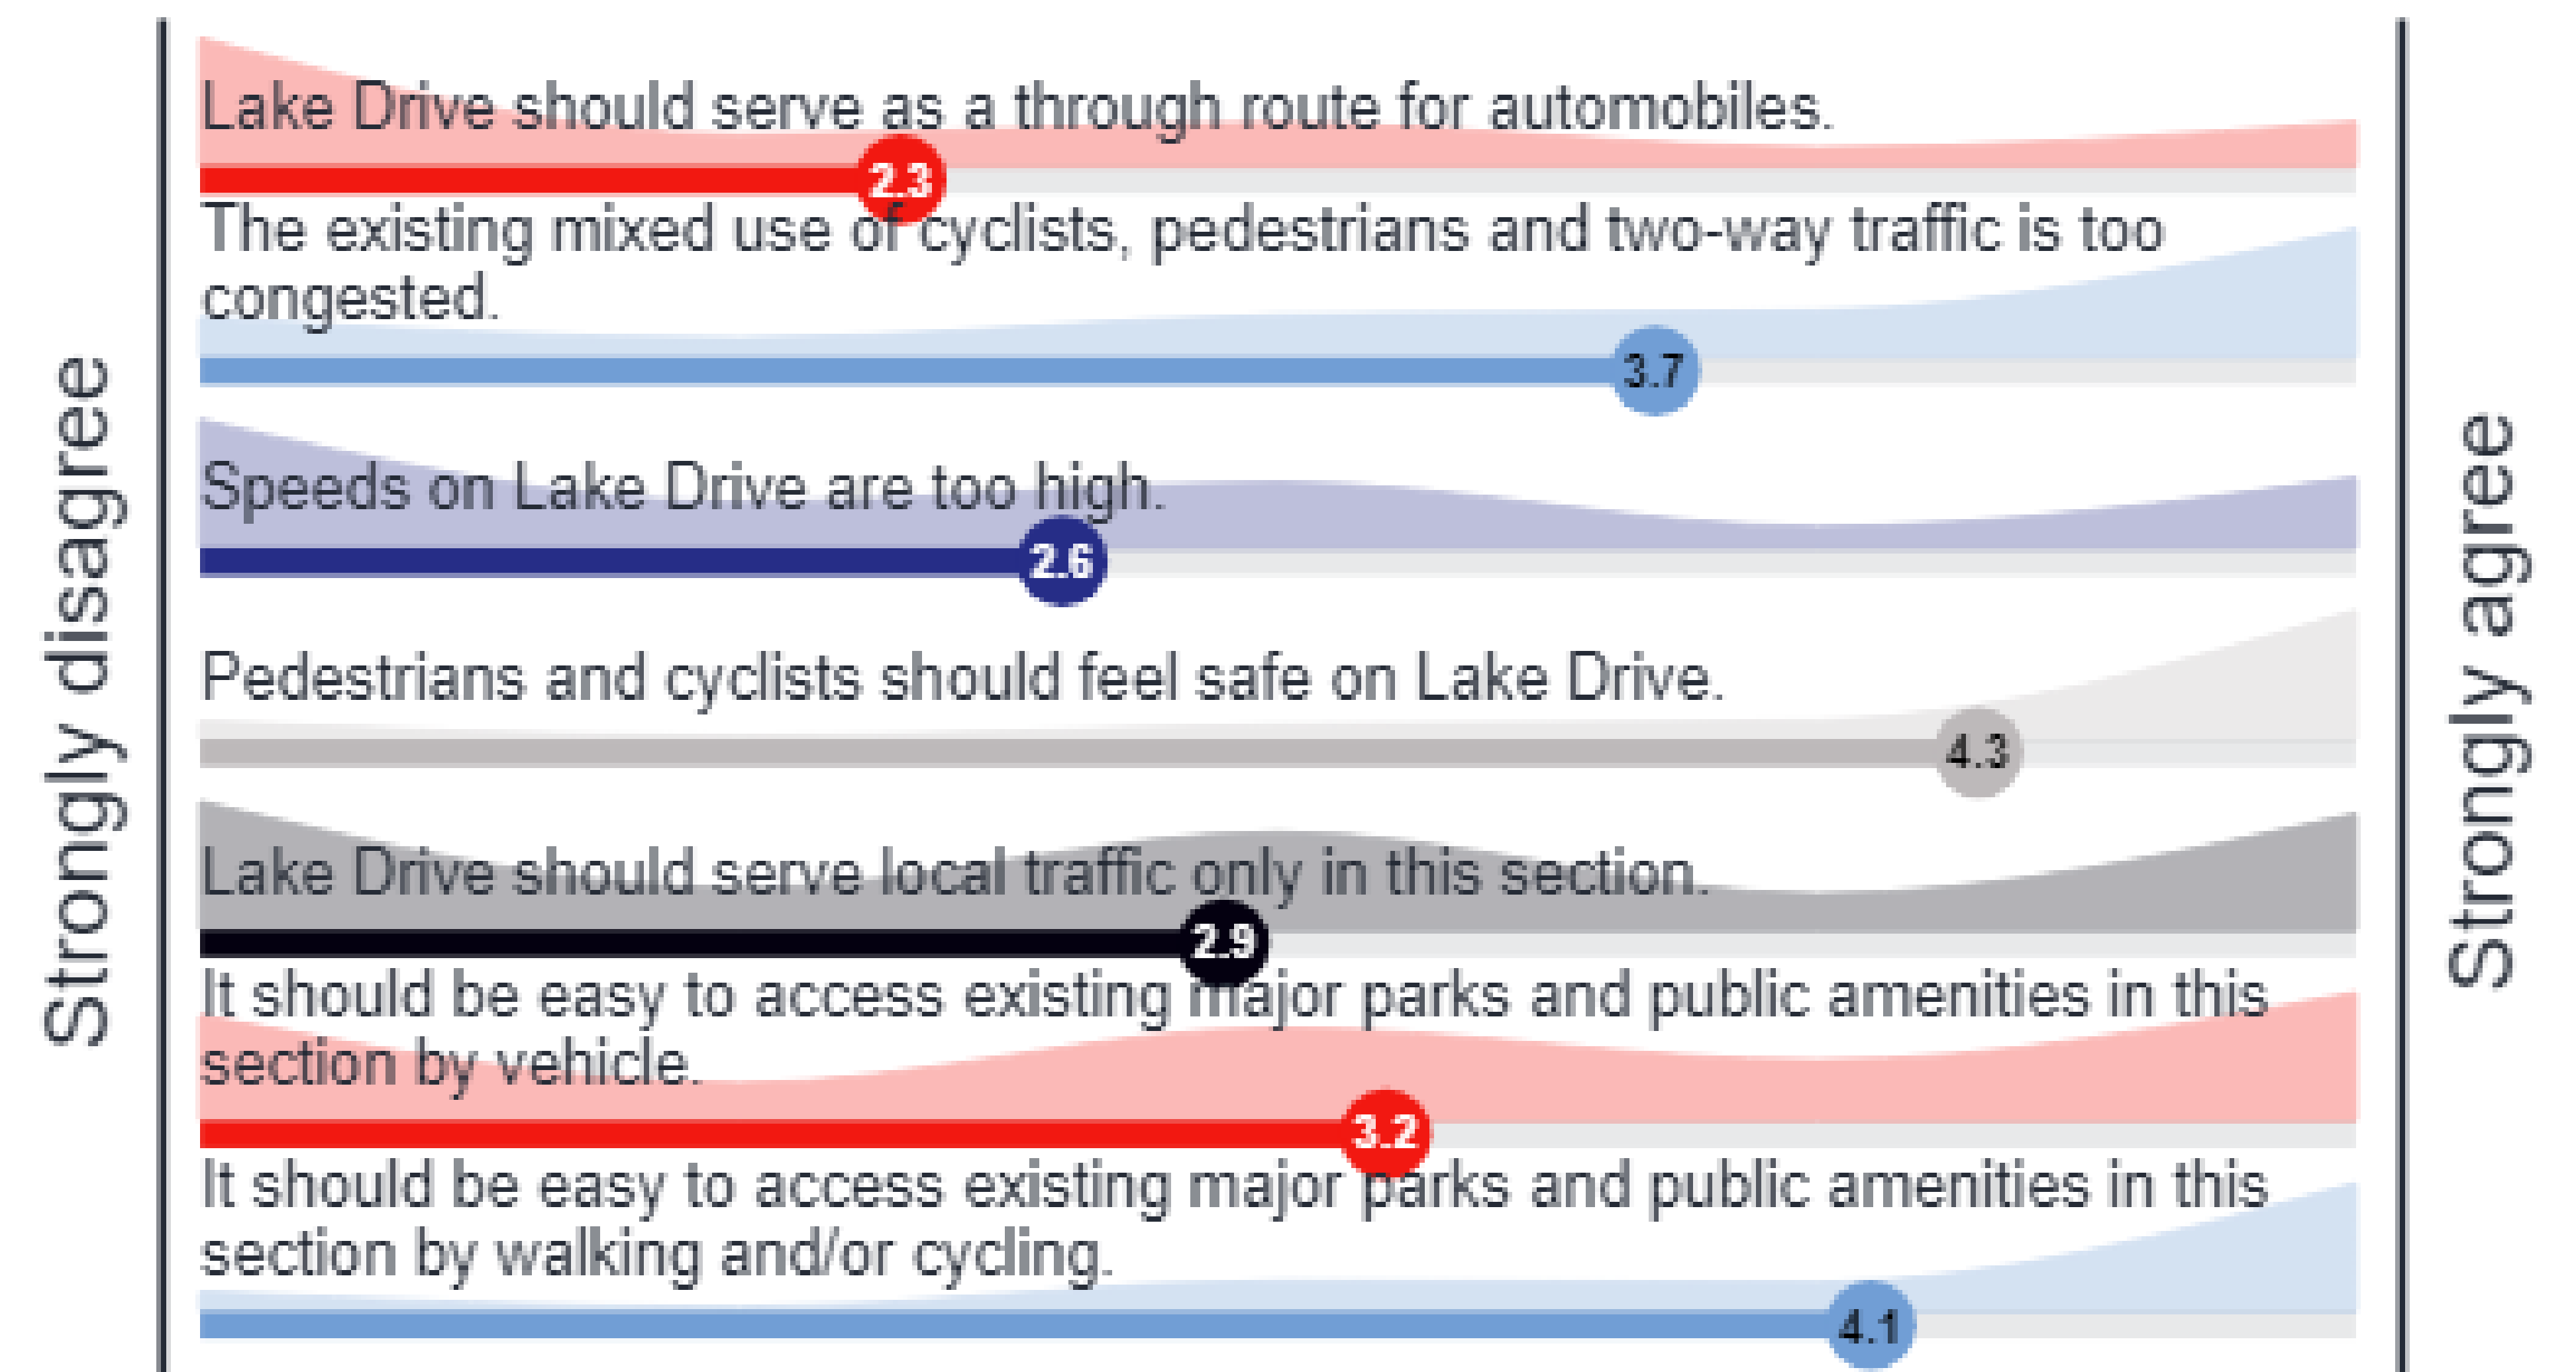 Strongly disagree
Lake Drive should serve as a through route for automobiles.
2.3
The existing mixed use of cyclists, pedestrians and two-way traffic is too
congested.
3.7
Speeds on Lake Drive are too high.
2.6
Pedestrians and cyclists should feel safe on Lake Drive.
4.3
Lake Drive should serve local traffic only in this section.
2.9
It should be easy to access existing major parks and public amenities in this
section by vehicle.
3.2
It should be easy to access existing major parks and public amenities in this
section by walking and/or cycling.
4.1
Strongly agree